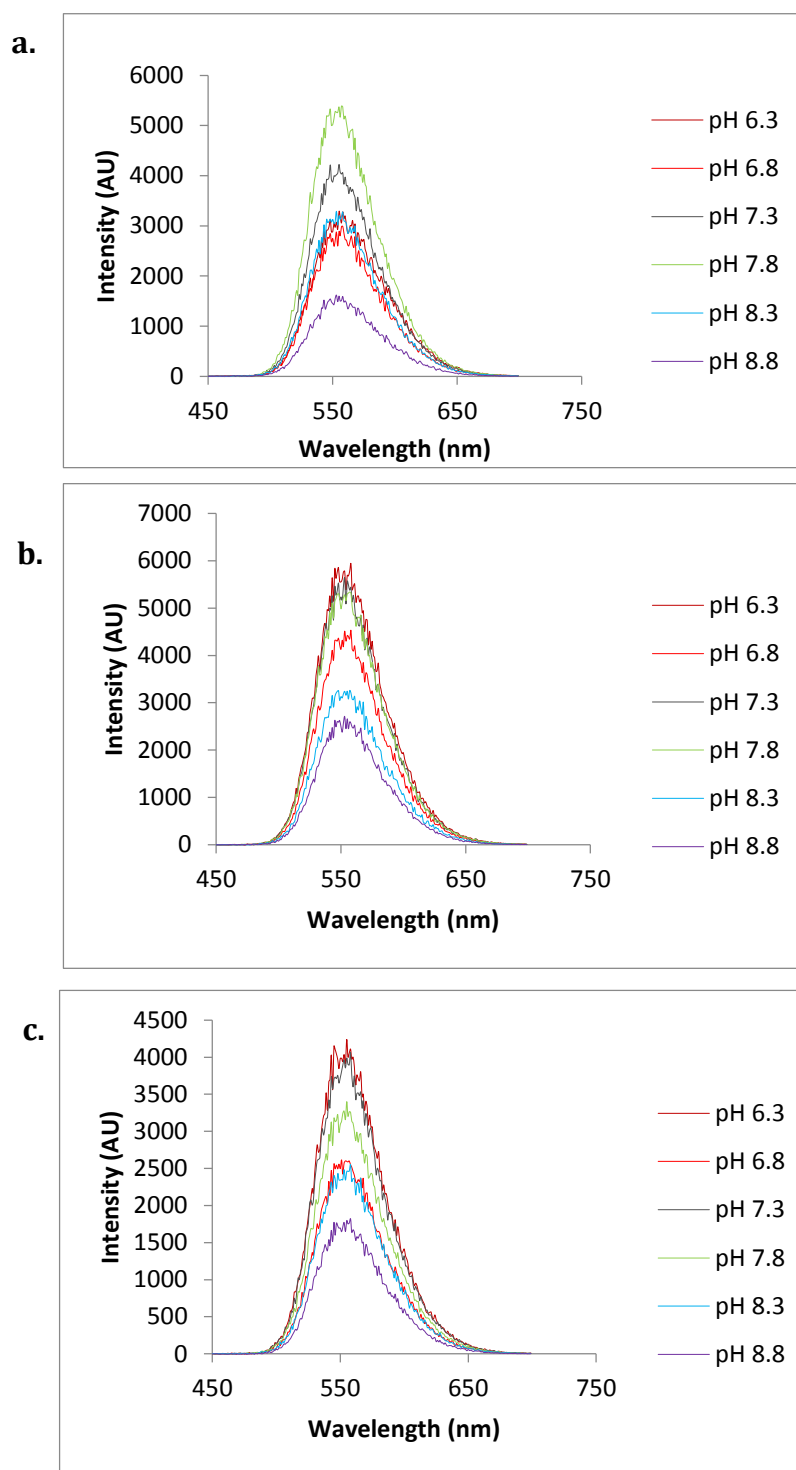 a.
6000
5000
4000
3000
2000
1000
0
450 550 650 750
Intensity (AU)
Wavelength (nm)
pH 6.3
pH 6.8
pH 7.3
pH 7.8
pH 8.3
pH 8.8
b.
7000
6000
5000
4000
3000
2000
1000
0
450 550 650 750
Intensity (AU)
Wavelength (nm)
pH 6.3
pH 6.8
pH 7.3
pH 7.8
pH 8.3
pH 8.8
c.
4500
4000
3500
3000
2500
2000
1500
1000
500
0
450 550 650 750
Intensity (AU)
Wavelength (nm)
pH 6.3
pH 6.8
pH 7.3
pH 7.8
pH 8.3
pH 8.8